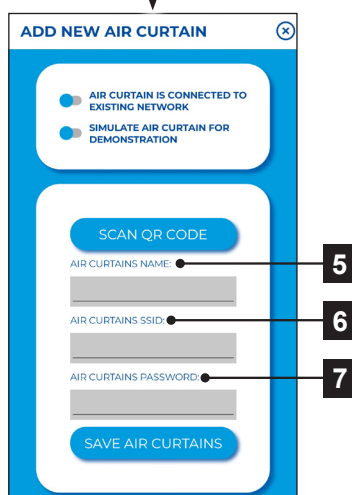 ADD NEW AIR CURTAIN
AIR CURTAIN IS CONNECTED TO
EXISTING NETWORK
SIMULATE AIR CURTAIN FOR
DEMONSTRATION
SCAN QR CODE
AIR CURTAINS NAME:
5
AIR CURTAINS SSID:
6
AIR CURTAINS PASSWORD:
7
SAVE AIR CURTAINS